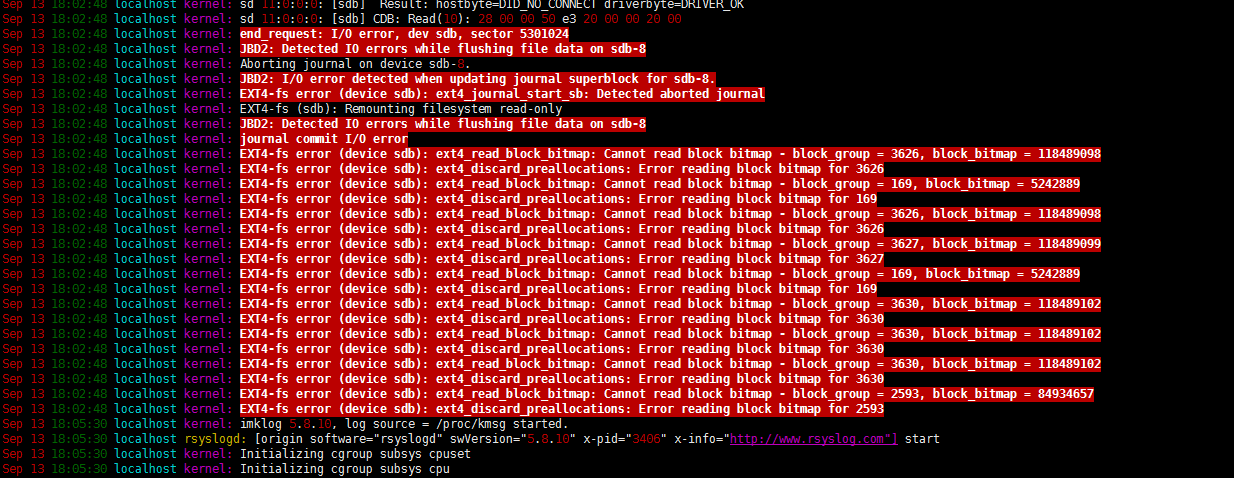 Sep 13 18:02:48 localhost kernel: sd 11:0:0:0: [sdb]  Result: hostbyte=DID_NO_CONNECT driverbyte=DRIVER_OK
Sep 13 18:02:48 localhost kernel: sd 11:0:0:0: [sdb] CDB: Read(10): 28 00 00 50 e3 20 00 00 20 00
Sep 13 18:02:48 localhost kernel: end_request: I/O error, dev sdb, sector 5301024
Sep 13 18:02:48 localhost kernel: JBD2: Detected IO errors while flushing file data on sdb-8
Sep 13 18:02:48 localhost kernel: Aborting journal on device sdb-8.
Sep 13 18:02:48 localhost kernel: JBD2: I/O error detected when updating journal superblock for sdb-8.
Sep 13 18:02:48 localhost kernel: EXT4-fs error (device sdb): ext4_journal_start_sb: Detected aborted journal
Sep 13 18:02:48 localhost kernel: EXT4-fs (sdb): Remounting filesystem read-only
Sep 13 18:02:48 localhost kernel: JBD2: Detected IO errors while flushing file data on sdb-8
Sep 13 18:02:48 localhost kernel: journal commit I/O error
Sep 13 18:02:48 localhost kernel: EXT4-fs error (device sdb): ext4_read_block_bitmap: Cannot read block bitmap - block_group = 3626, block_bitmap = 118489098
Sep 13 18:02:48 localhost kernel: EXT4-fs error (device sdb): ext4_discard_preallocations: Error reading block bitmap for 3626
Sep 13 18:02:48 localhost kernel: EXT4-fs error (device sdb): ext4_read_block_bitmap: Cannot read block bitmap - block_group = 169, block_bitmap = 5242889
Sep 13 18:02:48 localhost kernel: EXT4-fs error (device sdb): ext4_discard_preallocations: Error reading block bitmap for 169
Sep 13 18:02:48 localhost kernel: EXT4-fs error (device sdb): ext4_read_block_bitmap: Cannot read block bitmap - block_group = 3626, block_bitmap = 118489098
Sep 13 18:02:48 localhost kernel: EXT4-fs error (device sdb): ext4_discard_preallocations: Error reading block bitmap for 3626
Sep 13 18:02:48 localhost kernel: EXT4-fs error (device sdb): ext4_read_block_bitmap: Cannot read block bitmap - block_group = 3627, block_bitmap = 118489099
Sep 13 18:02:48 localhost kernel: EXT4-fs error (device sdb): ext4_discard_preallocations: Error reading block bitmap for 3627
Sep 13 18:02:48 localhost kernel: EXT4-fs error (device sdb): ext4_read_block_bitmap: Cannot read block bitmap - block_group = 169, block_bitmap = 5242889
Sep 13 18:02:48 localhost kernel: EXT4-fs error (device sdb): ext4_discard_preallocations: Error reading block bitmap for 169
Sep 13 18:02:48 localhost kernel: EXT4-fs error (device sdb): ext4_read_block_bitmap: Cannot read block bitmap - block_group = 3630, block_bitmap = 118489102
Sep 13 18:02:48 localhost kernel: EXT4-fs error (device sdb): ext4_discard_preallocations: Error reading block bitmap for 3630
Sep 13 18:02:48 localhost kernel: EXT4-fs error (device sdb): ext4_read_block_bitmap: Cannot read block bitmap - block_group = 3630, block_bitmap = 118489102
Sep 13 18:02:48 localhost kernel: EXT4-fs error (device sdb): ext4_discard_preallocations: Error reading block bitmap for 3630
Sep 13 18:02:48 localhost kernel: EXT4-fs error (device sdb): ext4_read_block_bitmap: Cannot read block bitmap - block_group = 3630, block_bitmap = 118489102
Sep 13 18:02:48 localhost kernel: EXT4-fs error (device sdb): ext4_discard_preallocations: Error reading block bitmap for 3630
Sep 13 18:02:48 localhost kernel: EXT4-fs error (device sdb): ext4_read_block_bitmap: Cannot read block bitmap - block_group = 2593, block_bitmap = 84934657
Sep 13 18:02:48 localhost kernel: EXT4-fs error (device sdb): ext4_discard_preallocations: Error reading block bitmap for 2593
Sep 13 18:05:30 localhost kernel: imklog 5.8.10, log source = /proc/kmsg started.
Sep 13 18:05:30 localhost rsyslogd: [origin software="rsyslogd" swVersion="5.8.10" x-pid="3406" x-info="http://www.rsyslog.com"] start
Sep 13 18:05:30 localhost kernel: Initializing cgroup subsys cpuset
Sep 13 18:05:30 localhost kernel: Initializing cgroup subsys cpu